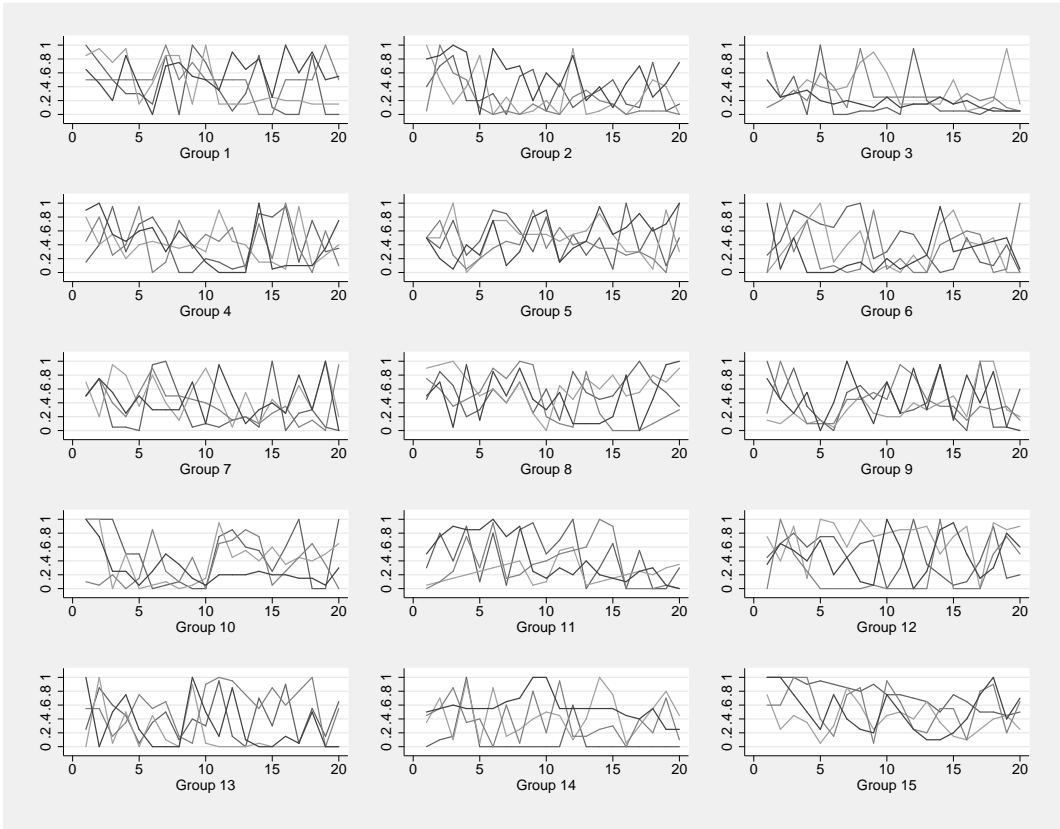 0 .2 .4 .6 .8 1
0 5 10 15 20
Group 1
0 .2 .4 .6 .8 1
0 5 10 15 20
Group 2
0 .2 .4 .6 .8 1
0 5 10 15 20
Group 3
0 .2 .4 .6 .8 1
0 5 10 15 20
Group 4
0 .2 .4 .6 .8 1
0 5 10 15 20
Group 5
0 .2 .4 .6 .8 1
0 5 10 15 20
Group 6
0 .2 .4 .6 .8 1
0 5 10 15 20
Group 7
0 .2 .4 .6 .8 1
0 5 10 15 20
Group 8
0 .2 .4 .6 .8 1
0 5 10 15 20
Group 9
0 .2 .4 .6 .8 1
0 5 10 15 20
Group 10
0 .2 .4 .6 .8 1
0 5 10 15 20
Group 11
0 .2 .4 .6 .8 1
0 5 10 15 20
Group 12
0 .2 .4 .6 .8 1
0 5 10 15 20
Group 13
0 .2 .4 .6 .8 1
0 5 10 15 20
Group 14
0 .2 .4 .6 .8 1
0 5 10 15 20
Group 15